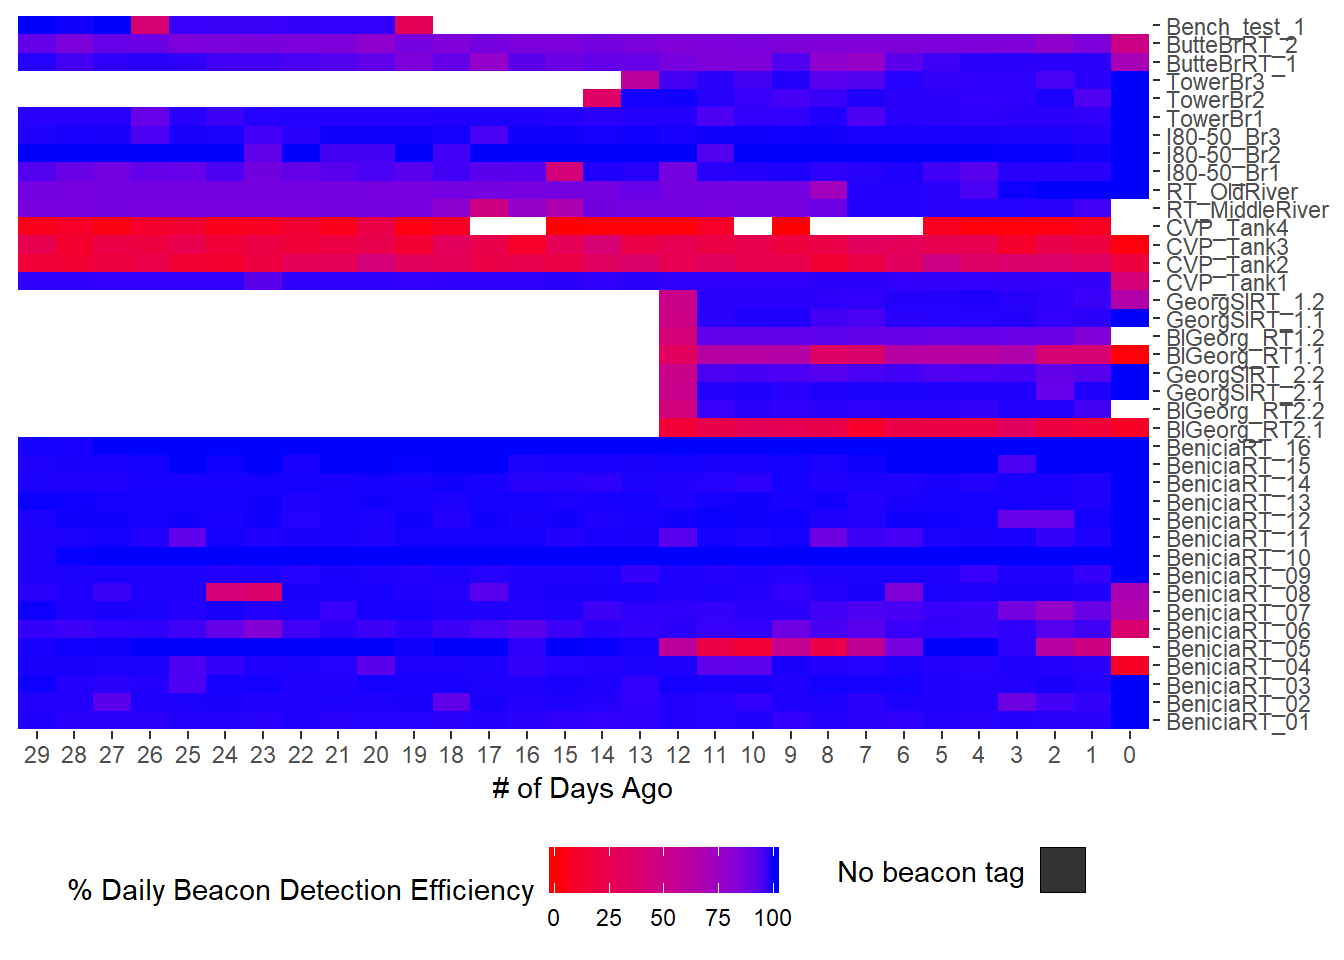 Bench_test_1
ButteBrRT_2
ButteBrRT_1
TowerBr3
TowerBr2
TowerBr1
I80-50_Br3
I80-50_Br2
I80-50_Br1
RT_OldRiver
RT_MiddleRiver
CVP_Tank4
CVP_Tank3
CVP_Tank2
CVP_Tank1
GeorgSlRT_1.2
GeorgSlRT_1.1
BlGeorg_RT1.2
BlGeorg_RT1.1
GeorgSlRT_2.2
GeorgSlRT_2.1
BlGeorg_RT2.2
BlGeorg_RT2.1
BeniciaRT_16
BeniciaRT_15
BeniciaRT_14
BeniciaRT_13
BeniciaRT_12
BeniciaRT_11
BeniciaRT_10
BeniciaRT_09
BeniciaRT_08
BeniciaRT_07
BeniciaRT_06
BeniciaRT_05
BeniciaRT_04
BeniciaRT_03
BeniciaRT_02
BeniciaRT_01
29 28 27 26 25 24 23 22 21 20 19 18 17 16 15 14 13 12 11 10 9 8 7 6 5 4 3 2 1 0
# of Days Ago
% Daily Beacon Detection Efficiency
0 25 50 75 100
No beacon tag